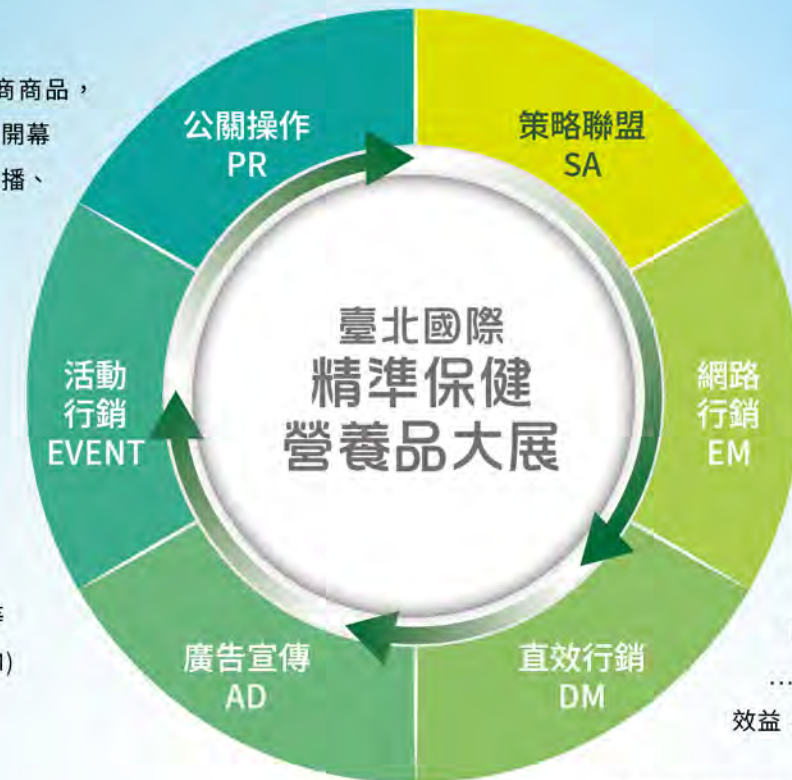 商商品，
開幕
播、
公關操作
PR
策略聯盟
SA
臺北國際
精準保健
營養品大展
活動
行銷
EVENT
網路
行銷
EM
廣告宣傳
AD
直效行銷
DM
…
效益